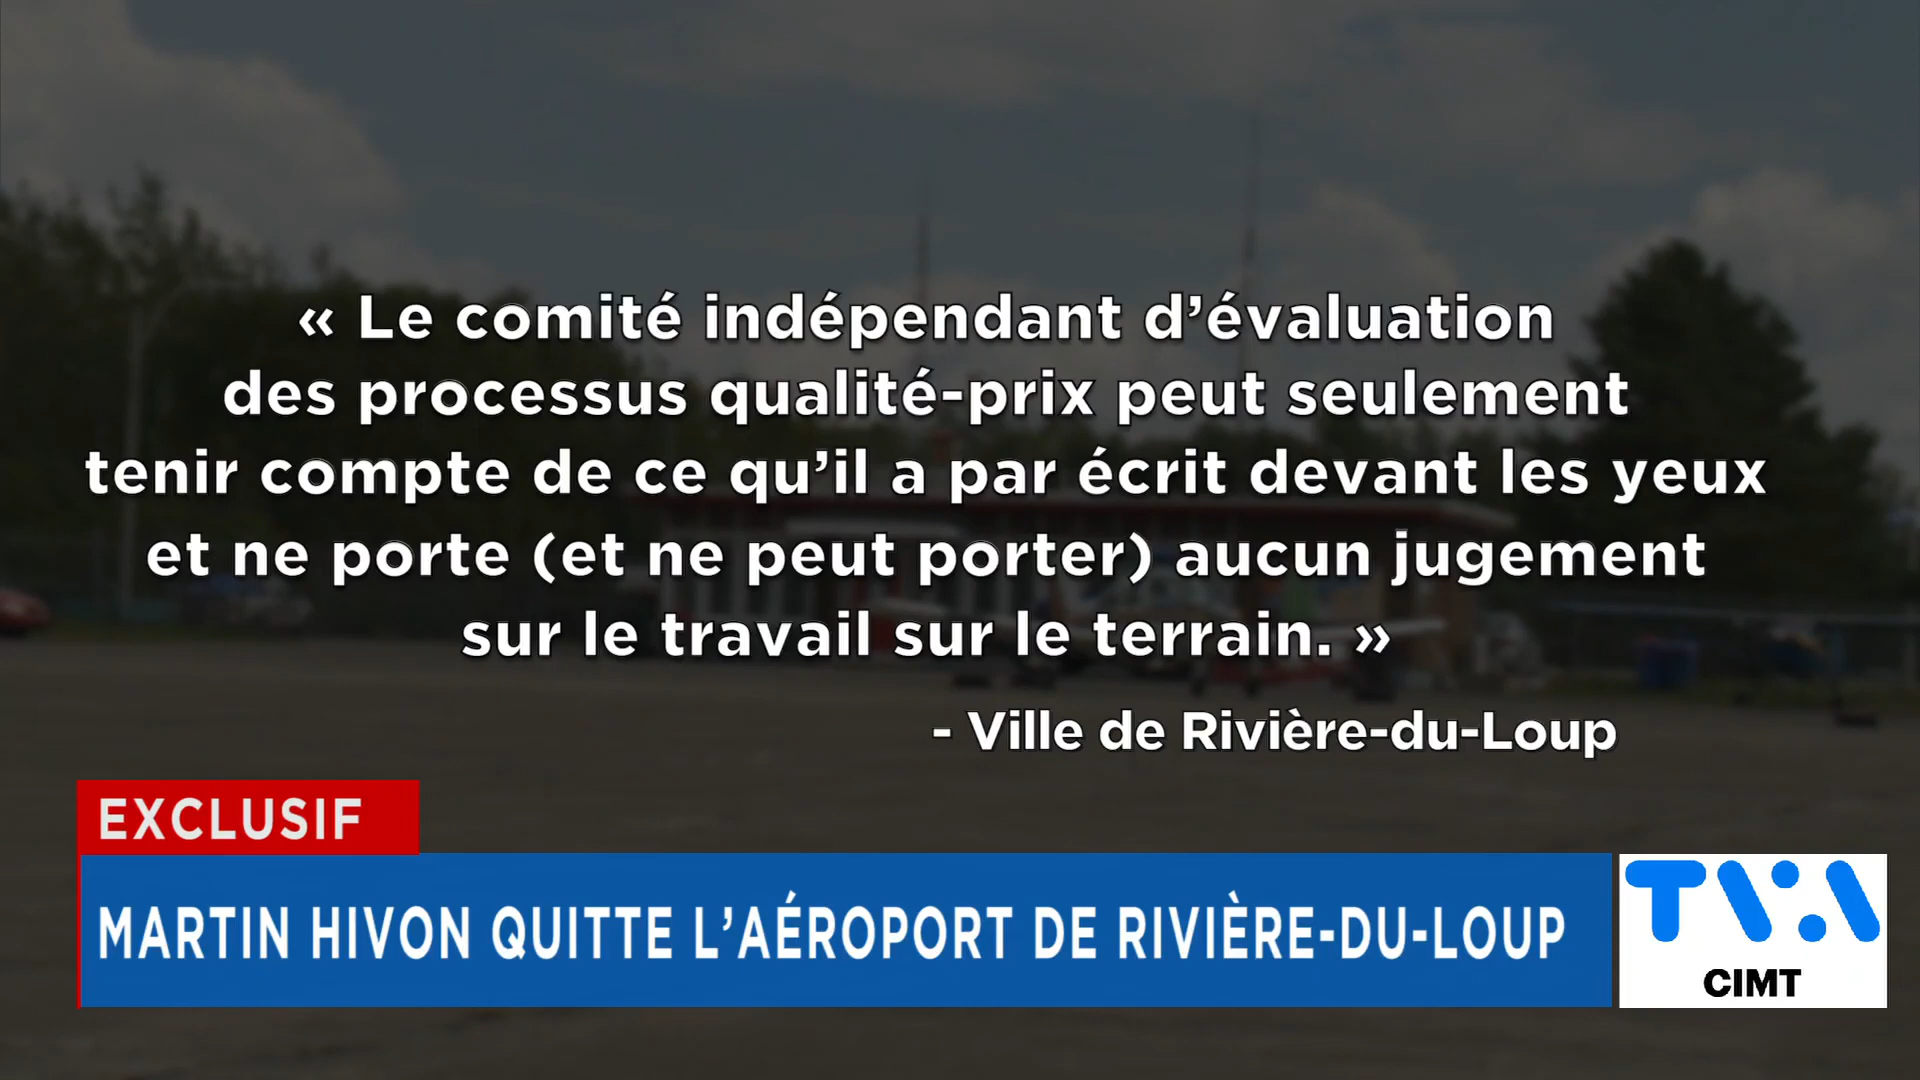 « Le comité indépendant d’évaluation
des processus qualité-prix peut seulement
tenir compte de ce qu’il a par écrit devant les yeux
et ne porte (et ne peut porter) aucun jugement
sur le travail sur le terrain. »
- Ville de Rivière-du-Loup
EXCLUSIF
MARTIN HIVON QUITTE L’AÉROPORT DE RIVIÈRE-DU-LOUP
TVA
CIMT